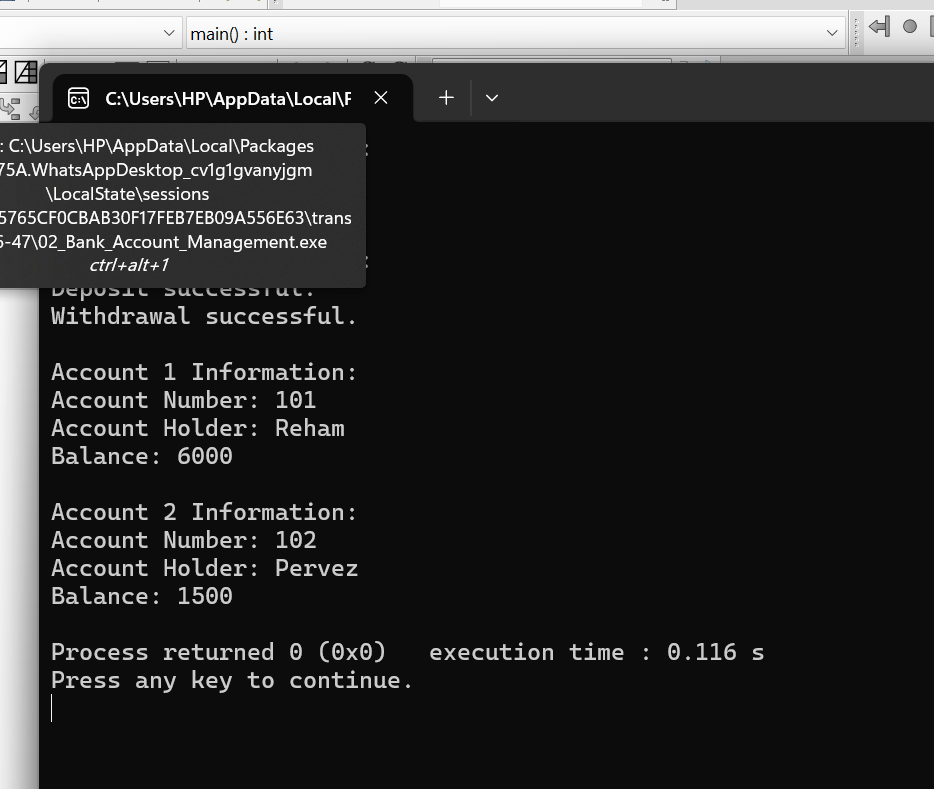 main() : int
C:\Users\HP\AppData\Local\F
: C:\Users\HP\AppData\Local\Packages
75A.WhatsAppDesktop_cv1g1gvanyjgm
\LocalState\sessions
5765CF0CBAB30F17FEB7EB09A556E63\trans
6-47\02_Bank_Account_Management.exe
ctrl+alt+1
Deposit successful.
Withdrawal successful.
Account 1 Information:
Account Number: 101
Account Holder: Reham
Balance: 6000
Account 2 Information:
Account Number: 102
Account Holder: Pervez
Balance: 1500
Process returned 0 (0x0)   execution time : 0.116 s
Press any key to continue.